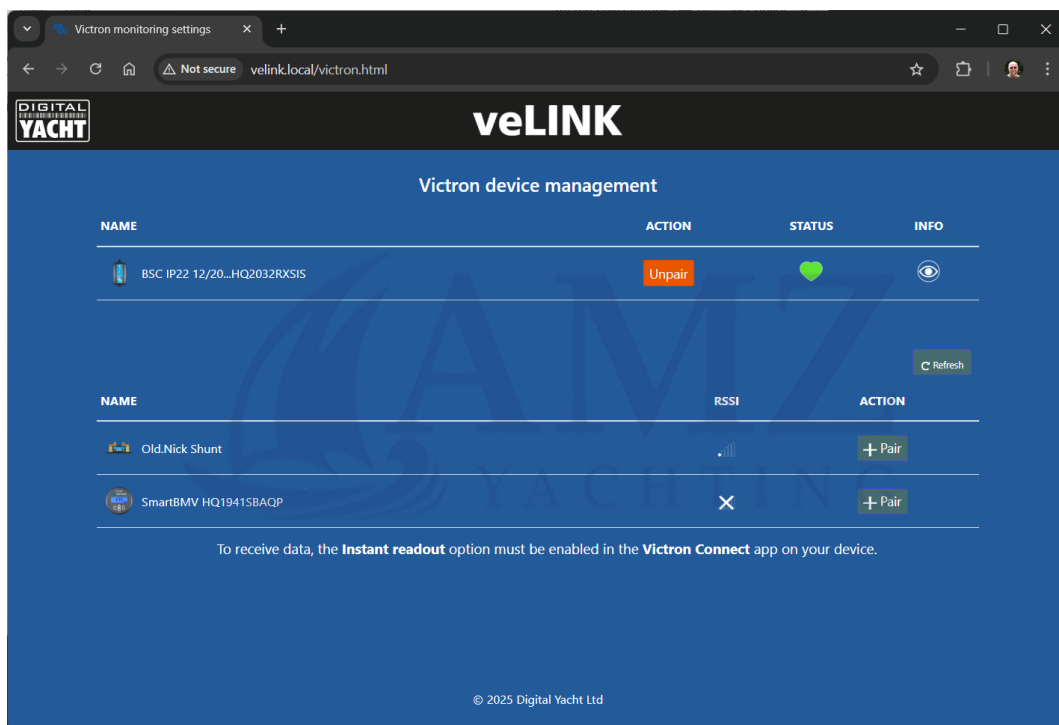 Victron monitoring settings
Not secure velink.local/victron.html
DIGITAL
YACHT
veLINK
Victron device management
NAME ACTION STATUS INFO
BSC IP22 12/20...HQ2032RXSIS Unpair
Refresh
NAME RSSI ACTION
Old.Nick Shunt + Pair
SmartBMV HQ1941SBAQP + Pair
AMZ
YACHTING
To receive data, the Instant readout option must be enabled in the Victron Connect app on your device.
© 2025 Digital Yacht Ltd